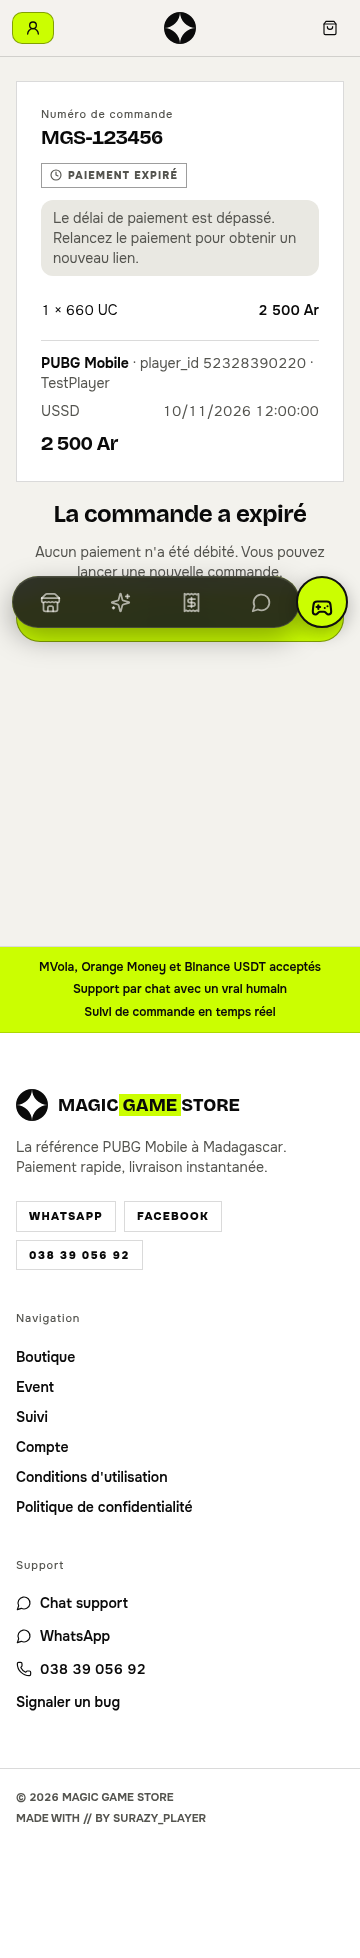 Numéro de commande
MGS-123456
PAIEMENT EXPIRÉ
Le délai de paiement est dépassé.
Relancez le paiement pour obtenir un
nouveau lien.
1 × 660 UC 2 500 Ar
PUBG Mobile · player_id 52328390220 ·
TestPlayer
USSD 10/11/2026 12:00:00
2 500 Ar
La commande a expiré
Aucun paiement n'a été débité. Vous pouvez
lancer une nouvelle commande.
MVola, Orange Money et Binance USDT acceptés
Support par chat avec un vrai humain
Suivi de commande en temps réel
MAGIC GAME STORE
La référence PUBG Mobile à Madagascar.
Paiement rapide, livraison instantanée.
WHATSAPP FACEBOOK
038 39 056 92
Navigation
Boutique
Event
Suivi
Compte
Conditions d'utilisation
Politique de confidentialité
Support
Chat support
WhatsApp
038 39 056 92
Signaler un bug
© 2026 MAGIC GAME STORE
MADE WITH // BY SURAZY_PLAYER